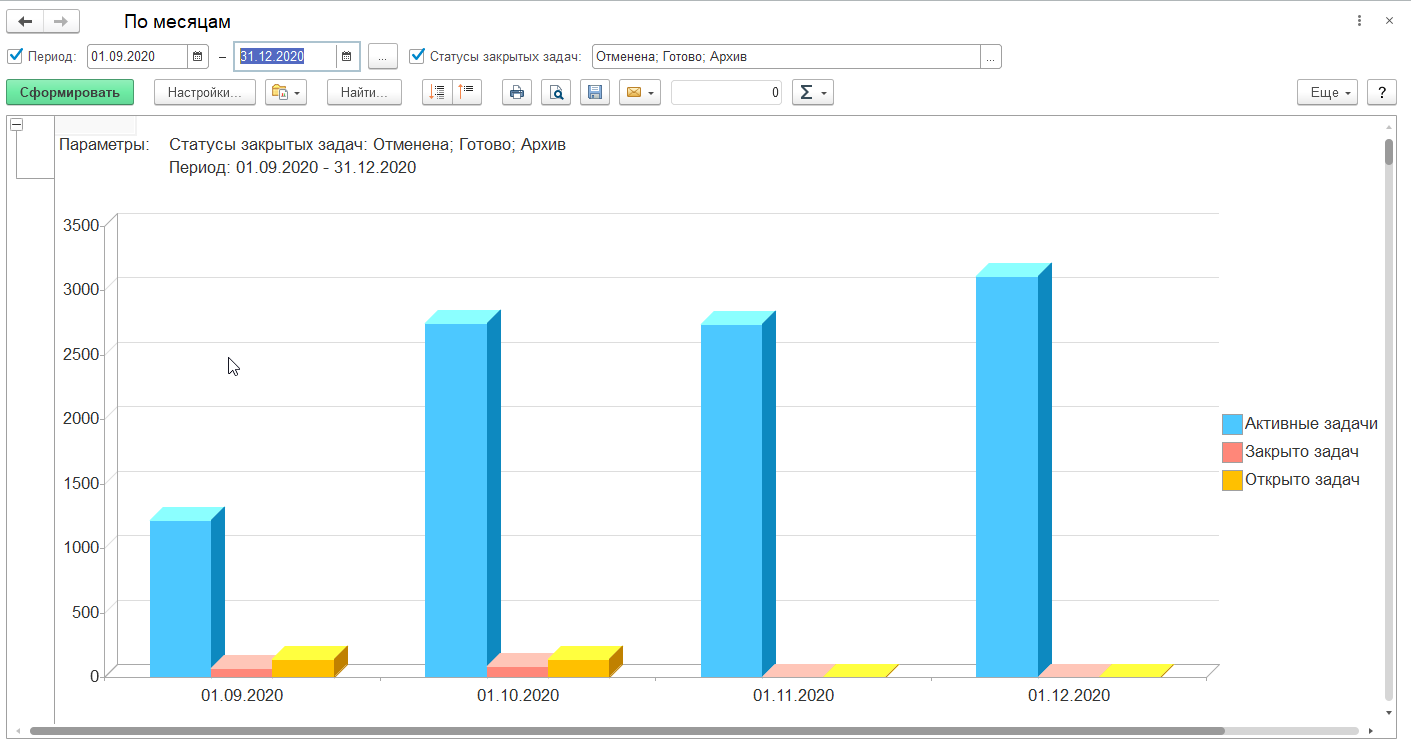 По месяцам
Период: 01.09.2020 – 31.12.2020 ... Статусы закрытых задач: Отменена; Готово; Архив ...
Сформировать Настройки... Найти... 0 Σ Еще ?
Параметры: Статусы закрытых задач: Отменена; Готово; Архив
Период: 01.09.2020 - 31.12.2020
3500
3000
2500
2000
1500
1000
500
0
01.09.2020 01.10.2020 01.11.2020 01.12.2020
Активные задачи
Закрыто задач
Открыто задач